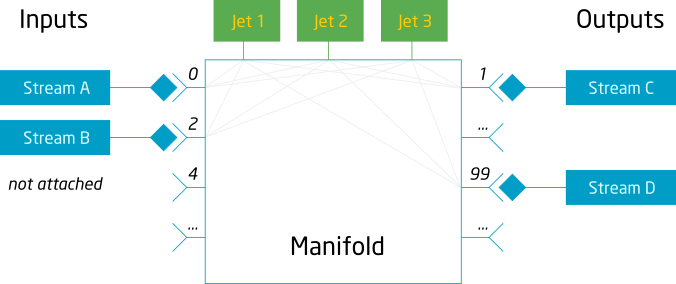 Inputs
Jet 1
Jet 2
Jet 3
Outputs
Stream A
0
1
Stream C
Stream B
2
...
not attached
4
99
Stream D
...
...
Manifold